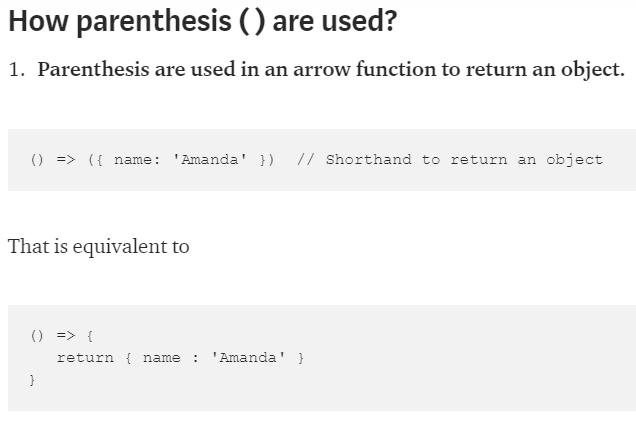 How parenthesis ( ) are used?
1. Parenthesis are used in an arrow function to return an object.
() => ({ name: 'Amanda' })  // Shorthand to return an object
That is equivalent to
() => {
   return { name : 'Amanda' }
}